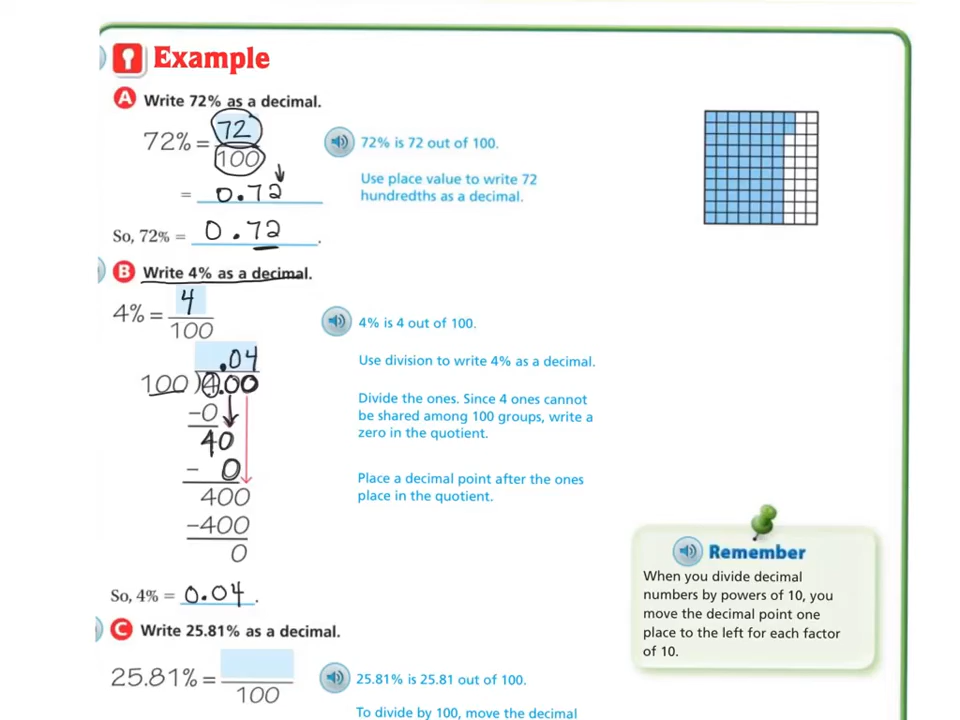 Example
A Write 72% as a decimal.
72% = 72
100
72% is 72 out of 100.
= 0.72
Use place value to write 72
hundredths as a decimal.
So, 72% = 0.72.
B Write 4% as a decimal.
4% = 4
100
4% is 4 out of 100.
.04
Use division to write 4% as a decimal.
100 ) 4.00
Divide the ones. Since 4 ones cannot
be shared among 100 groups, write a
zero in the quotient.
-0
40
- 0
Place a decimal point after the ones
place in the quotient.
400
-400
0
So, 4% = 0.04.
Remember
When you divide decimal
numbers by powers of 10, you
move the decimal point one
place to the left for each factor
of 10.
C Write 25.81% as a decimal.
25.81% =
100
25.81% is 25.81 out of 100.
To divide by 100, move the decimal